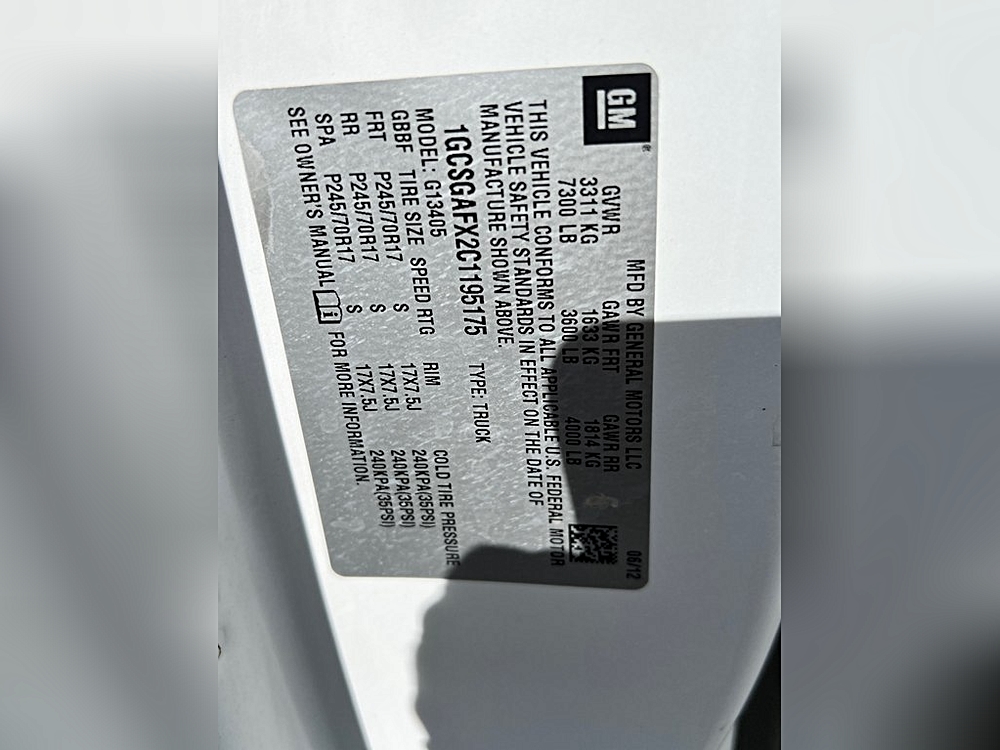 GM
MFD BY GENERAL MOTORS LLC 06/12
GVWR GAWR FRT GAWR RR
3311 KG 1633 KG 1814 KG
7300 LB 3600 LB 4000 LB
THIS VEHICLE CONFORMS TO ALL APPLICABLE U.S. FEDERAL MOTOR
VEHICLE SAFETY STANDARDS IN EFFECT ON THE DATE OF
MANUFACTURE SHOWN ABOVE.
1GCSGAFX2C1195175 TYPE: TRUCK
MODEL: G13405
GBBF TIRE SIZE SPEED RTG RIM COLD TIRE PRESSURE
FRT P245/70R17 S 17X7.5J 240KPA(35PSI)
RR P245/70R17 S 17X7.5J 240KPA(35PSI)
SPA P245/70R17 S 17X7.5J 240KPA(35PSI)
SEE OWNER'S MANUAL FOR MORE INFORMATION.